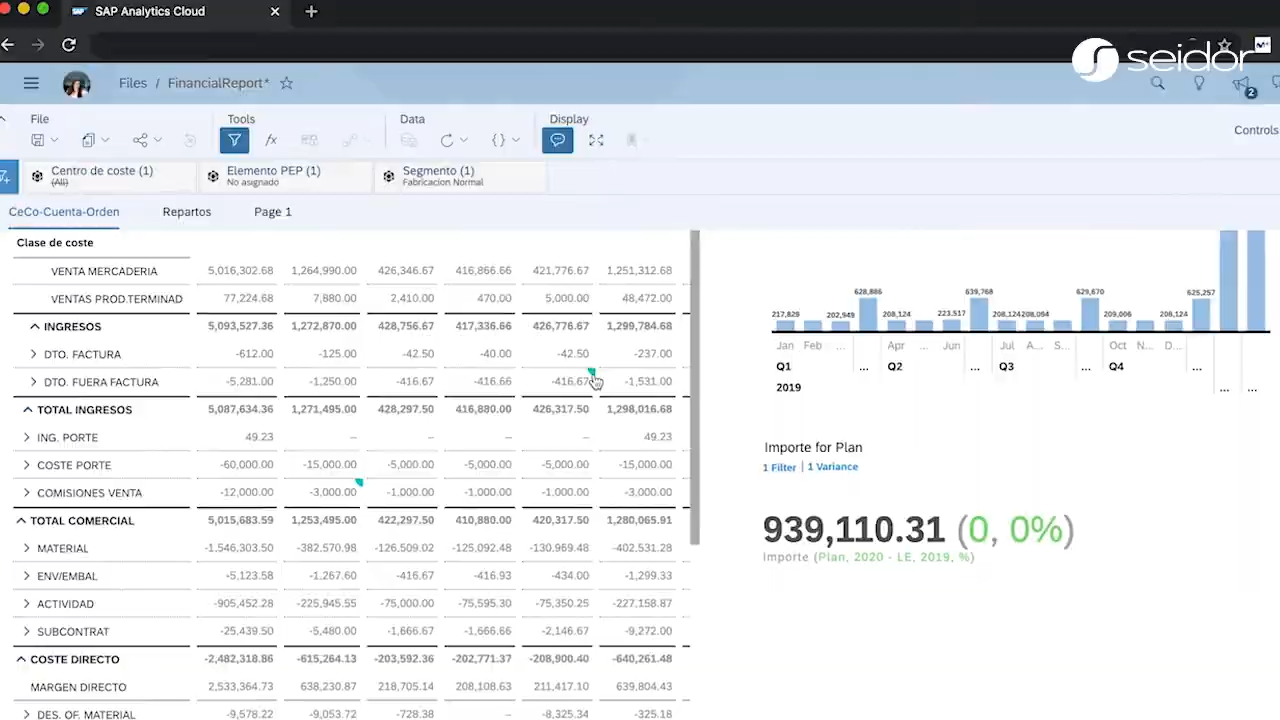 SAP Analytics Cloud
seidor
Files / FinancialReport*
2
File
Tools
Data
Display
Controls
Centro de coste (1)
(All)
Elemento PEP (1)
No asignado
Segmento (1)
Fabricacion Normal
CeCo-Cuenta-Orden
Repartos
Page 1
Clase de coste
VENTA MERCADERIA 5,016,302.68 1,264,990.00 426,346.67 416,866.66 421,776.67 1,251,312.68
VENTAS PROD.TERMINAD 77,224.68 7,880.00 2,410.00 470.00 5,000.00 48,472.00
INGRESOS 5,093,527.36 1,272,870.00 428,756.67 417,336.66 426,776.67 1,299,784.68
DTO. FACTURA -612.00 -125.00 -42.50 -40.00 -42.50 -237.00
DTO. FUERA FACTURA -5,281.00 -1,250.00 -416.67 -416.66 -416.67 -1,531.00
TOTAL INGRESOS 5,087,634.36 1,271,495.00 428,297.50 416,880.00 426,317.50 1,298,016.68
ING. PORTE 49.23 – – – – 49.23
COSTE PORTE -60,000.00 -15,000.00 -5,000.00 -5,000.00 -5,000.00 -15,000.00
COMISIONES VENTA -12,000.00 -3,000.00 -1,000.00 -1,000.00 -1,000.00 -3,000.00
TOTAL COMERCIAL 5,015,683.59 1,253,495.00 422,297.50 410,880.00 420,317.50 1,280,065.91
MATERIAL -1,546,303.50 -382,570.98 -126,509.02 -125,092.48 -130,969.48 -402,531.28
ENV/EMBAL -5,123.58 -1,267.60 -416.67 -416.93 -434.00 -1,299.33
ACTIVIDAD -905,452.28 -225,945.55 -75,000.00 -75,595.30 -75,350.25 -227,158.87
SUBCONTRAT -25,439.50 -5,480.00 -1,666.67 -1,666.66 -2,146.67 -9,272.00
COSTE DIRECTO -2,482,318.86 -615,264.13 -203,592.36 -202,771.37 -208,900.40 -640,261.48
MARGEN DIRECTO 2,533,364.73 638,230.87 218,705.14 208,108.63 211,417.10 639,804.43
DES. OF. MATERIAL -9,578.22 -9,053.72 -728.38 – -8,325.34 -325.18
628,886 639,768 629,670 625,257
217,829 202,949 208,124 223,517 208,124 208,094 209,006 208,124
Jan Feb ... Apr ... Jun Jul A... S... Oct N... D...
Q1 ... Q2 ... Q3 ... Q4 ...
2019 ... ...
Importe for Plan
1 Filter | 1 Variance
939,110.31 (0, 0%)
Importe (Plan, 2020 - LE, 2019, %)